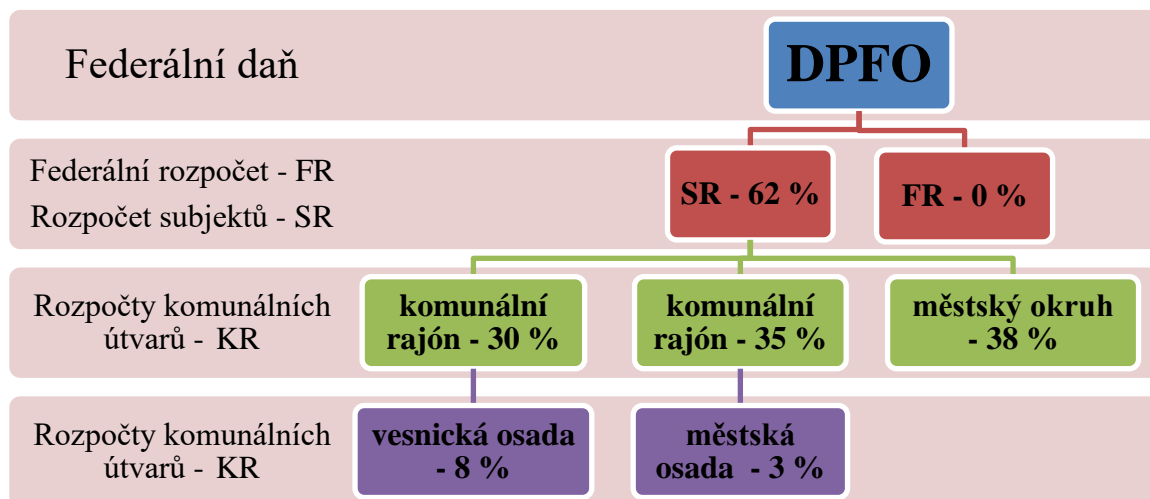 Federální daň
DPFO
Federální rozpočet - FR
Rozpočet subjektů - SR
SR - 62 %
FR - 0 %
Rozpočty komunálních
útvarů - KR
komunální
rajón - 30 %
komunální
rajón - 35 %
městský okruh
- 38 %
Rozpočty komunálních
útvarů - KR
vesnická osada
- 8 %
městská
osada - 3 %